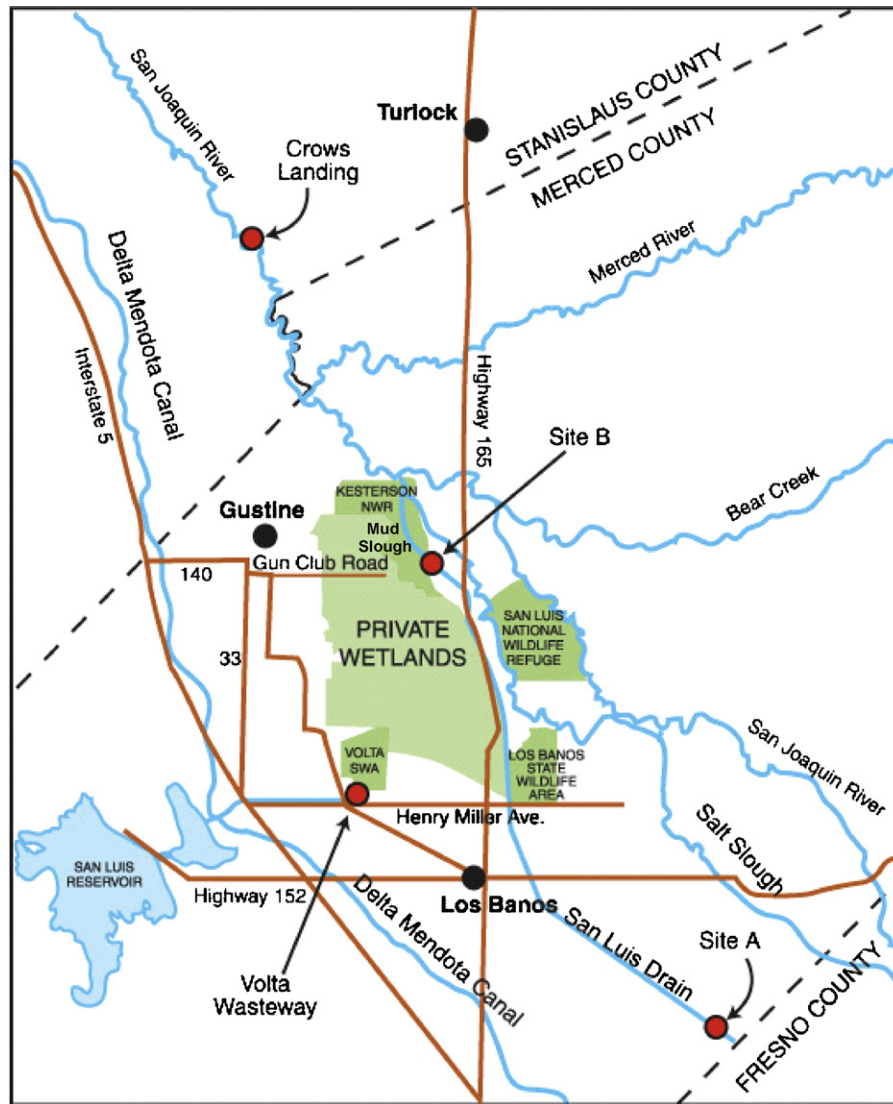 San Joaquin River
Turlock
STANISLAUS COUNTY
MERCED COUNTY
Crows
Landing
Merced River
Delta Mendota Canal
Interstate 5
Highway 165
Site B
Bear Creek
KESTERSON
NWR
Gustine
Mud
Slough
Gun Club Road
140
PRIVATE
WETLANDS
SAN LUIS
NATIONAL
WILDLIFE
REFUGE
33
San Joaquin River
VOLTA
SWA
LOS BANOS
STATE
WILDLIFE
AREA
Henry Miller Ave.
Salt Slough
SAN LUIS
RESERVOIR
Highway 152
Delta Mendota Canal
Los Banos
San Luis Drain
Site A
Volta
Wasteway
FRESNO COUNTY